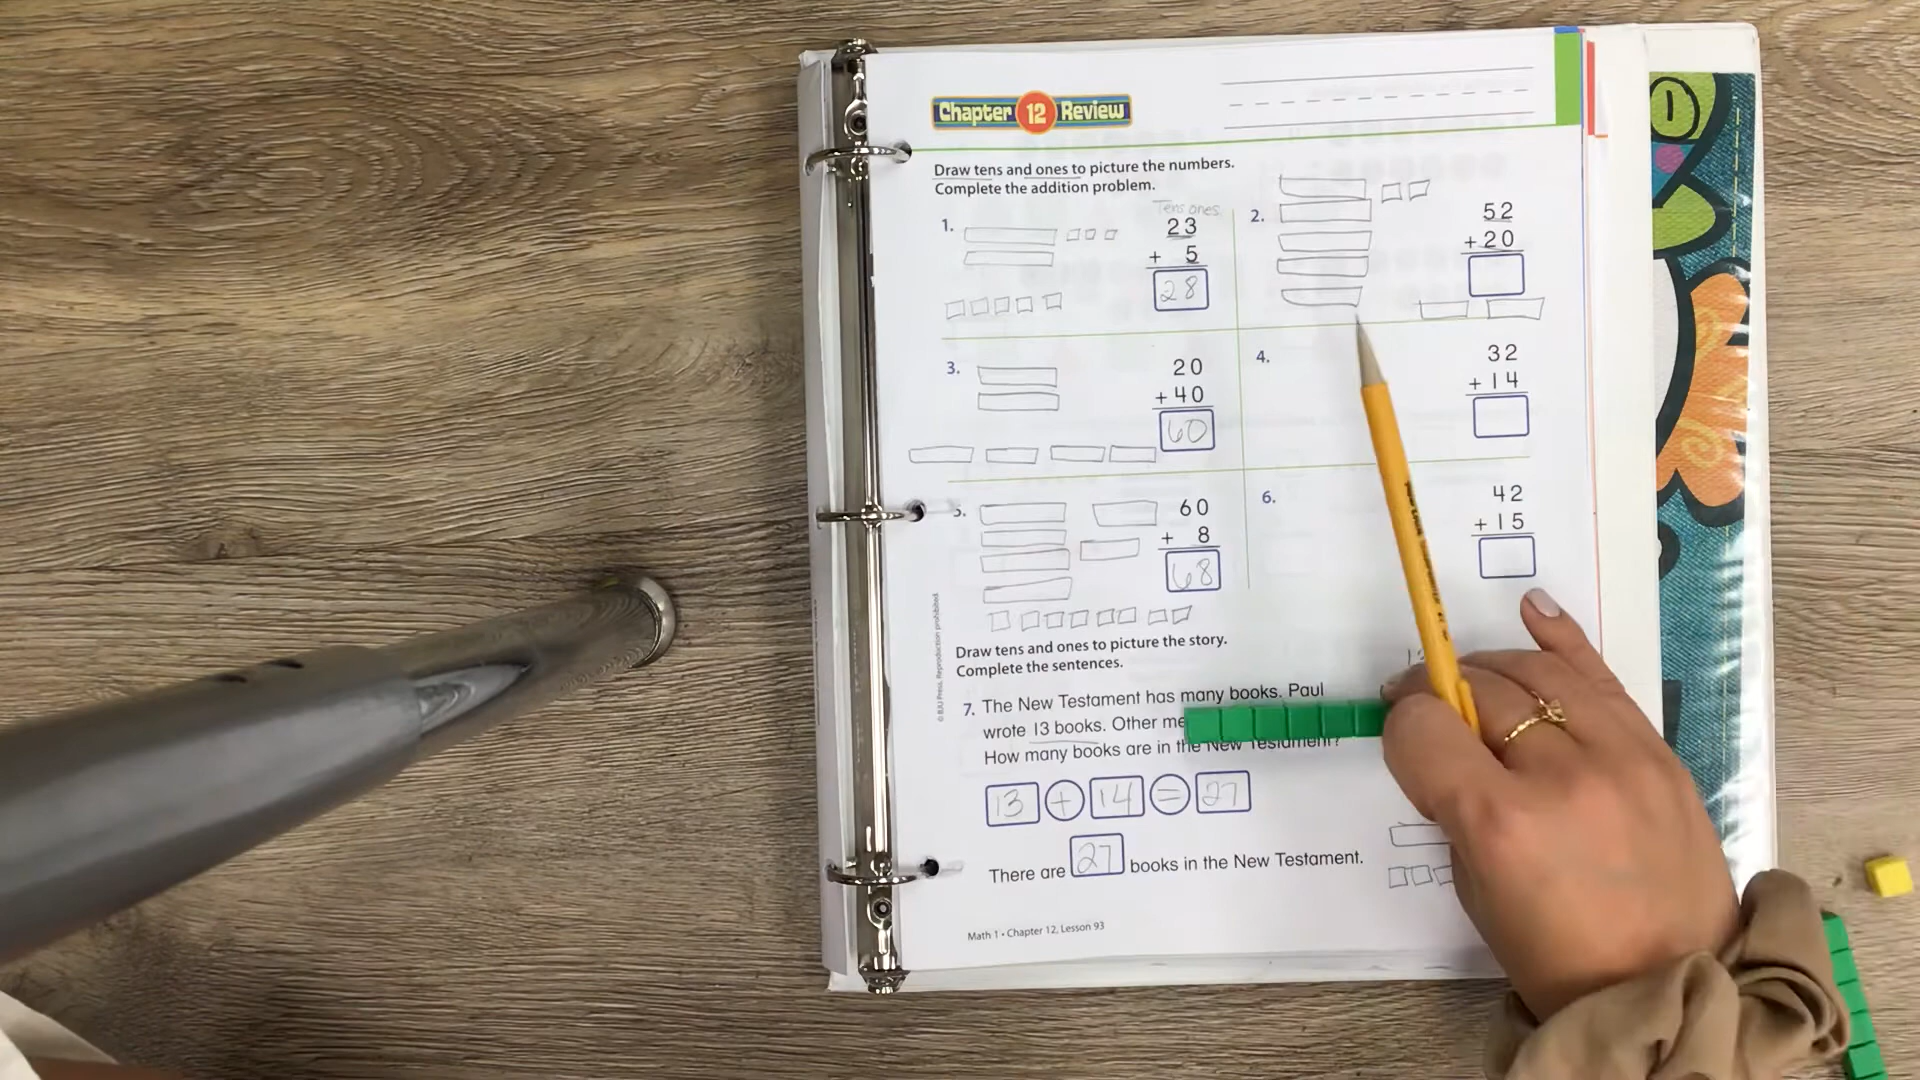 Chapter 12 Review
Draw tens and ones to picture the numbers.
Complete the addition problem.
Tens ones
1.
23
+ 5
28
2.
52
+20
3.
20
+40
60
4.
32
+14
5.
60
+ 8
68
6.
42
+15
Draw tens and ones to picture the story.
Complete the sentences.
7. The New Testament has many books. Paul
wrote 13 books. Other
How many books are in the New Testament?
13 + 14 = 27
There are 27 books in the New Testament.
Math 1 • Chapter 12, Lesson 93
© BJU Press. Reproduction prohibited.